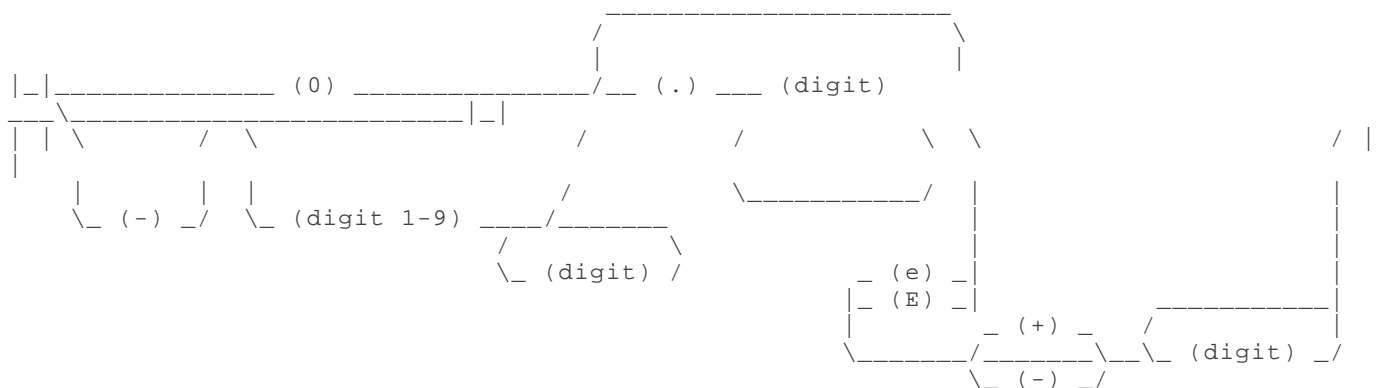 (0) (.) (digit)
(-) (digit 1-9)
(digit) (e)
(E)
(+)
(digit)
(-)